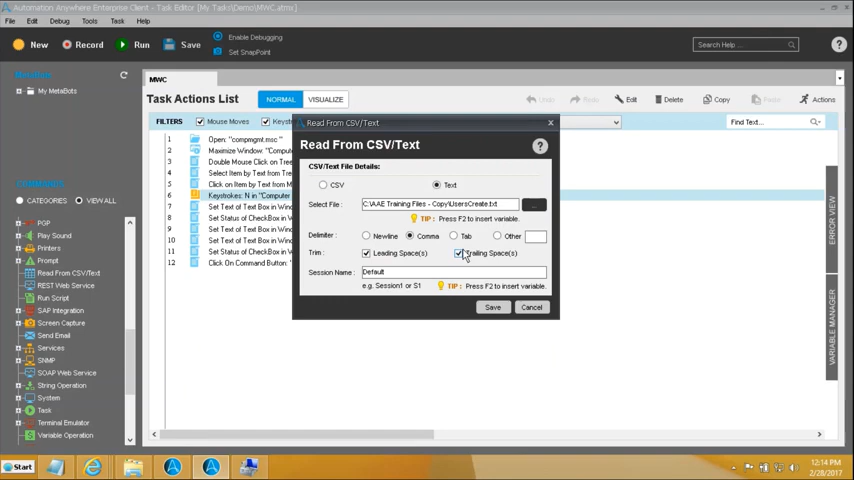 Automation Anywhere Enterprise Client - Task Editor [My Tasks/Demos\MWC.atmx]
File Edit Debug Tools Task Help
New Record Run Save Enable Debugging
Set SnapPoint
Search Help...
MetaBots
My MetaBots
MWC
Task Actions List NORMAL VISUALIZE Undo Redo Edit Delete Copy Paste Actions
FILTERS Mouse Moves Keyst Find Text...
1 Open: "compmgmt.msc"
2 Maximize Window: "Compute
3 Double Mouse Click on Tree
4 Select Item by Text from Tre
5 Click on Item by Text from M
6 Keystrokes: N in "Computer
7 Set Text of Text Box in Wind
8 Set Status of CheckBox in W
9 Set Text of Text Box in Wind
10 Set Text of Text Box in Wind
11 Set Status of CheckBox in W
12 Click On Command Button: "
COMMANDS
CATEGORIES VIEW ALL
PGP
Play Sound
Printers
Prompt
Read From CSV/Text
REST Web Service
Run Script
SAP Integration
Screen Capture
Send Email
Services
SNMP
SOAP Web Service
String Operation
System
Task
Terminal Emulator
Variable Operation
Read From CSV/Text
Read From CSV/Text
CSV/Text File Details:
CSV Text
Select File : C:\AAE Training Files - Copy\UsersCreate.txt ...
TIP : Press F2 to insert variable.
Delimiter : Newline Comma Tab Other
Trim : Leading Space(s) Trailing Space(s)
Session Name : Default
e.g. Session1 or S1 TIP : Press F2 to insert variable.
Save Cancel
ERROR VIEW
VARIABLE MANAGER
Start
12:14 PM
2/28/2017